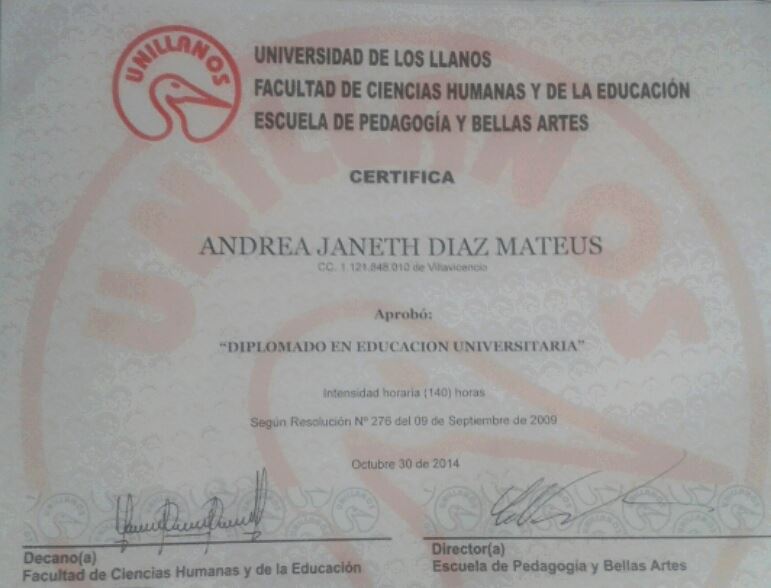 UNILLANOS
UNIVERSIDAD DE LOS LLANOS
FACULTAD DE CIENCIAS HUMANAS Y DE LA EDUCACIÓN
ESCUELA DE PEDAGOGÍA Y BELLAS ARTES
CERTIFICA
ANDREA JANETH DIAZ MATEUS
CC. 1.121.848.010 de Villavicencio
Aprobó:
“DIPLOMADO EN EDUCACION UNIVERSITARIA”
Intensidad horaria (140) horas
Según Resolución Nº 276 del 09 de Septiembre de 2009
Octubre 30 de 2014
Decano(a)
Facultad de Ciencias Humanas y de la Educación
Director(a)
Escuela de Pedagogía y Bellas Artes
UNILLANOS